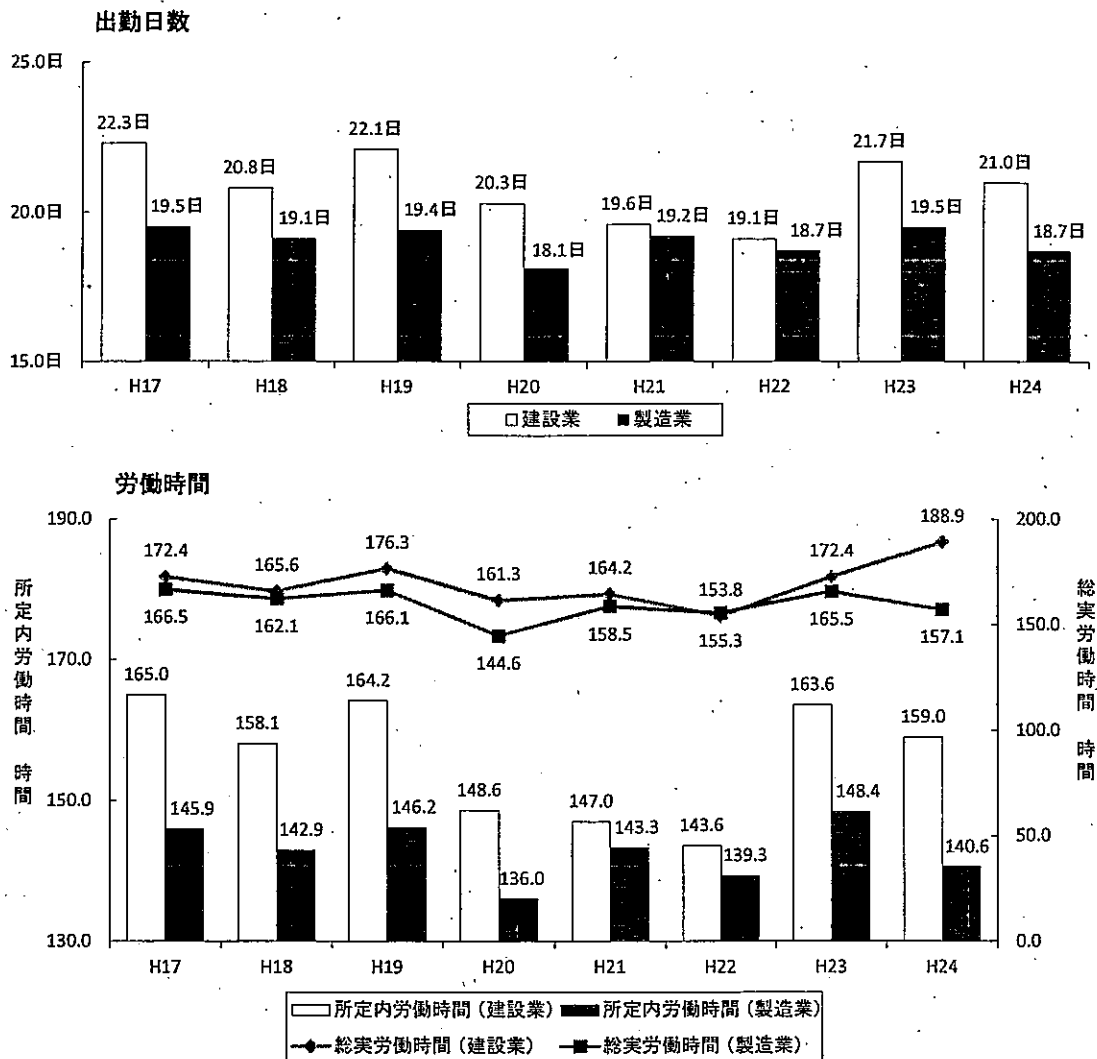 出勤日数
25.0日
22.3日
19.5日
20.8日
19.1日
22.1日
19.4日
20.3日
18.1日
19.6日
19.2日
19.1日
18.7日
21.7日
19.5日
21.0日
18.7日
20.0日
15.0日
H17 H18 H19 H20 H21 H22 H23 H24
□建設業 ■製造業
労働時間
190.0
170.0
150.0
130.0
所定内労働時間 時間
200.0
150.0
100.0
50.0
0.0
総実労働時間 時間
172.4 165.6 176.3 161.3 164.2 153.8 172.4 188.9
166.5 162.1 166.1 144.6 158.5 155.3 165.5 157.1
165.0 158.1 164.2 148.6 147.0 143.6 163.6 159.0
145.9 142.9 146.2 136.0 143.3 139.3 148.4 140.6
H17 H18 H19 H20 H21 H22 H23 H24
所定内労働時間（建設業） 所定内労働時間（製造業）
総実労働時間（建設業） 総実労働時間（製造業）